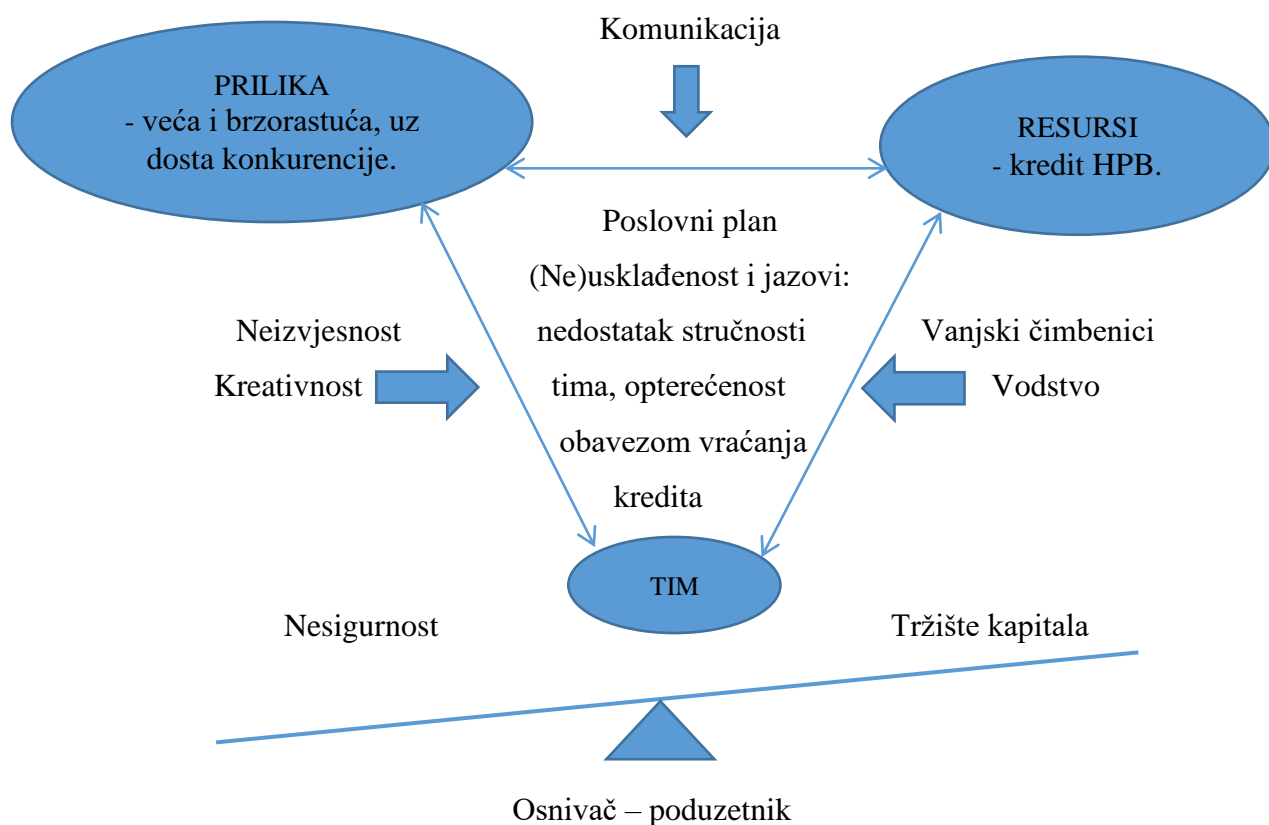 Komunikacija
PRILIKA
- veća i brzorastuća, uz
dosta konkurencije.
RESURSI
- kredit HPB.
Poslovni plan
(Ne)usklađenost i jazovi:
nedostatak stručnosti
tima, opterećenost
obavezom vraćanja
kredita
Neizvjesnost
Kreativnost
Vanjski čimbenici
Vodstvo
TIM
Nesigurnost
Tržište kapitala
Osnivač – poduzetnik